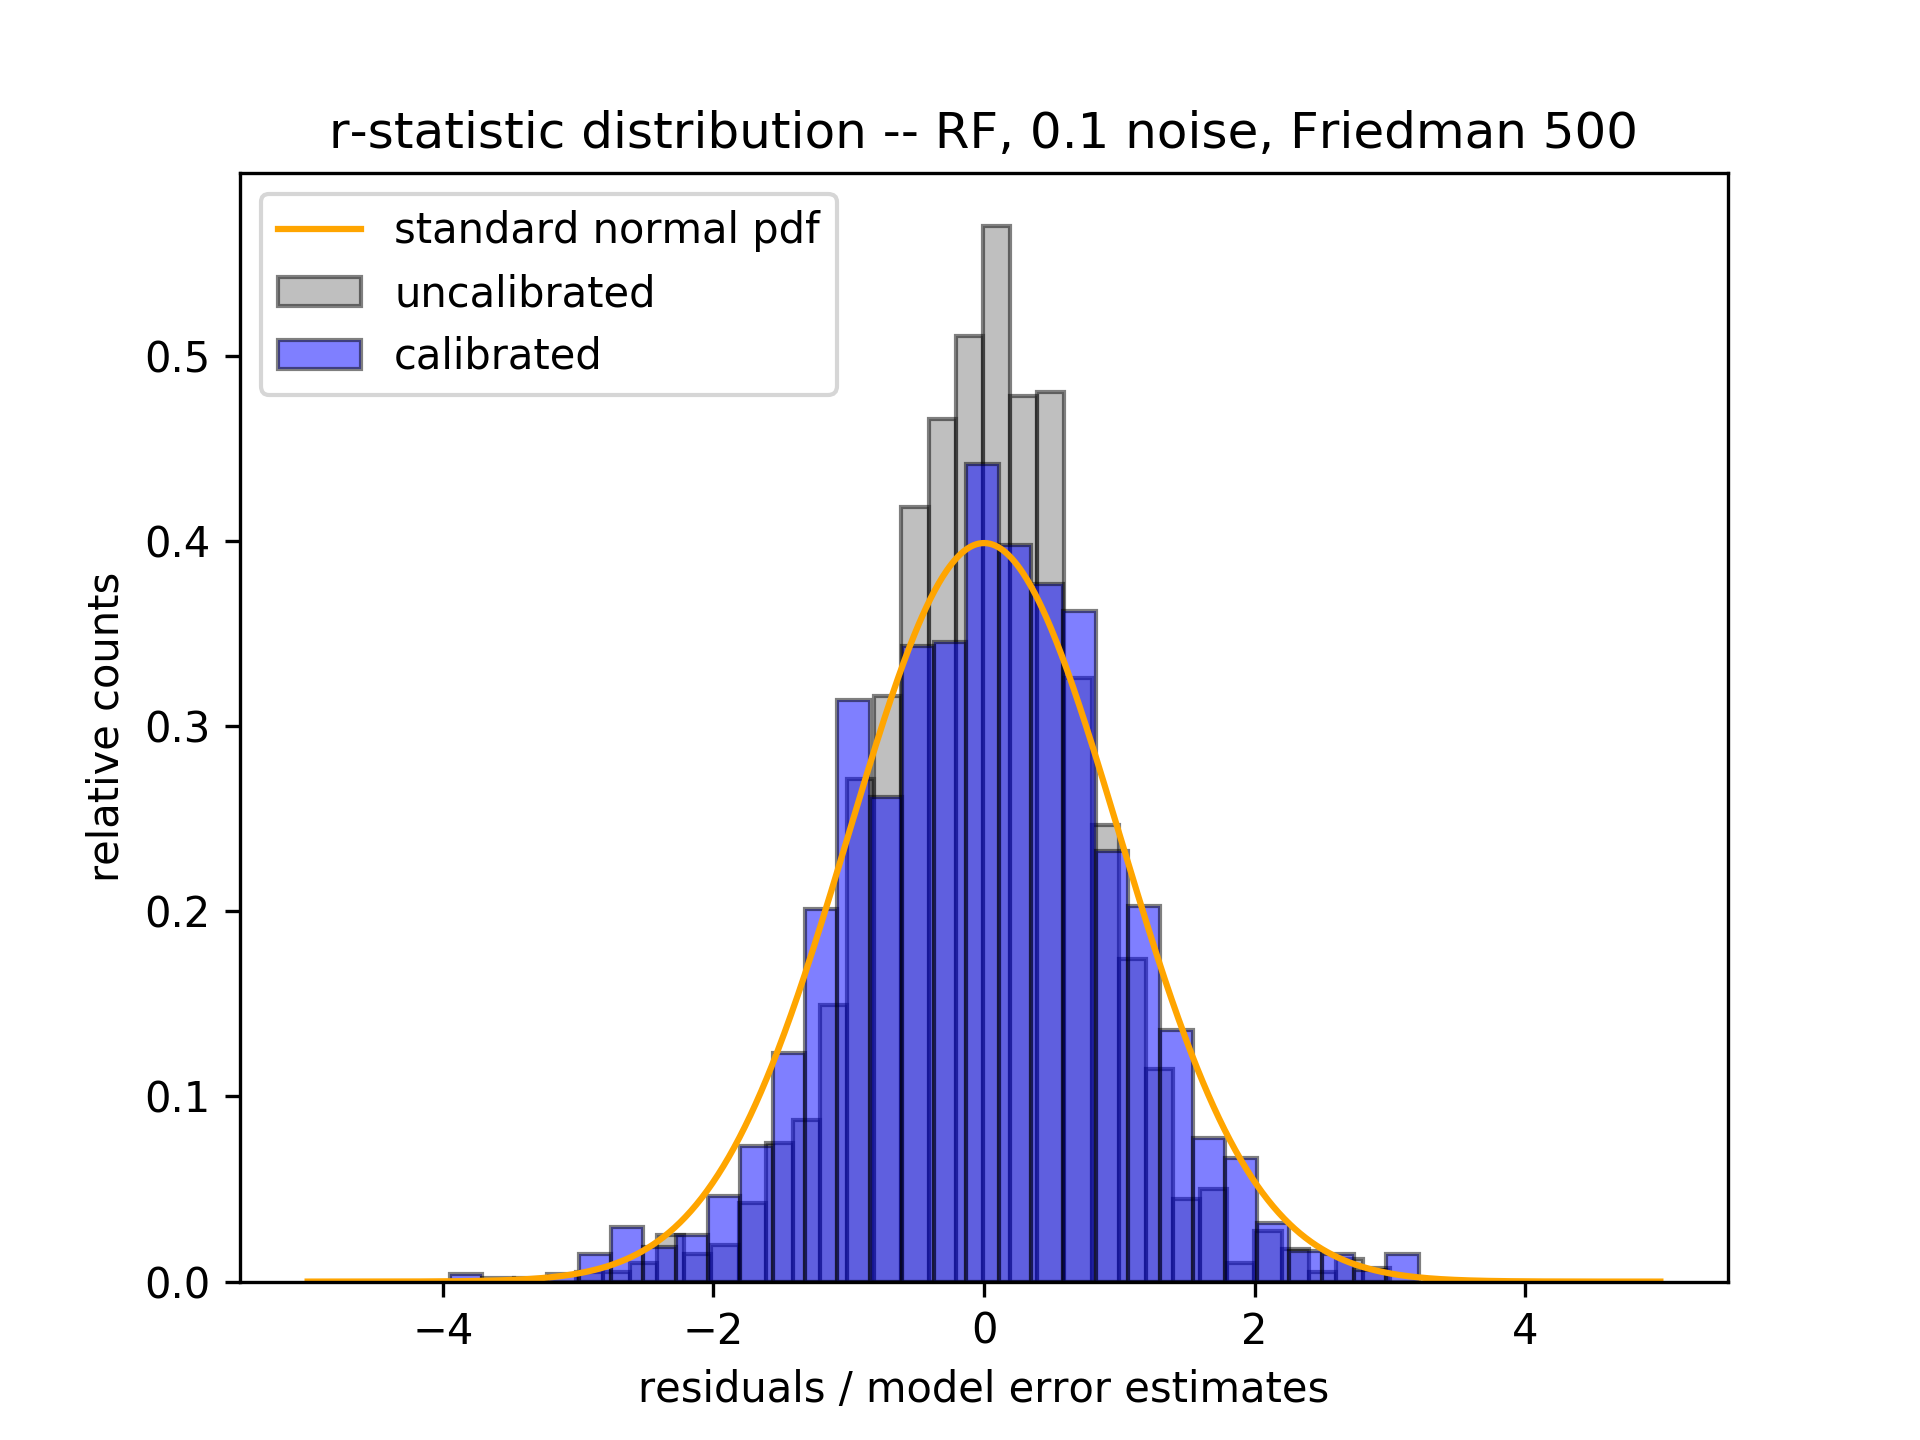 r-statistic distribution -- RF, 0.1 noise, Friedman 500
standard normal pdf
uncalibrated
calibrated
relative counts
0.5
0.4
0.3
0.2
0.1
0.0
−4
−2
0
2
4
residuals / model error estimates